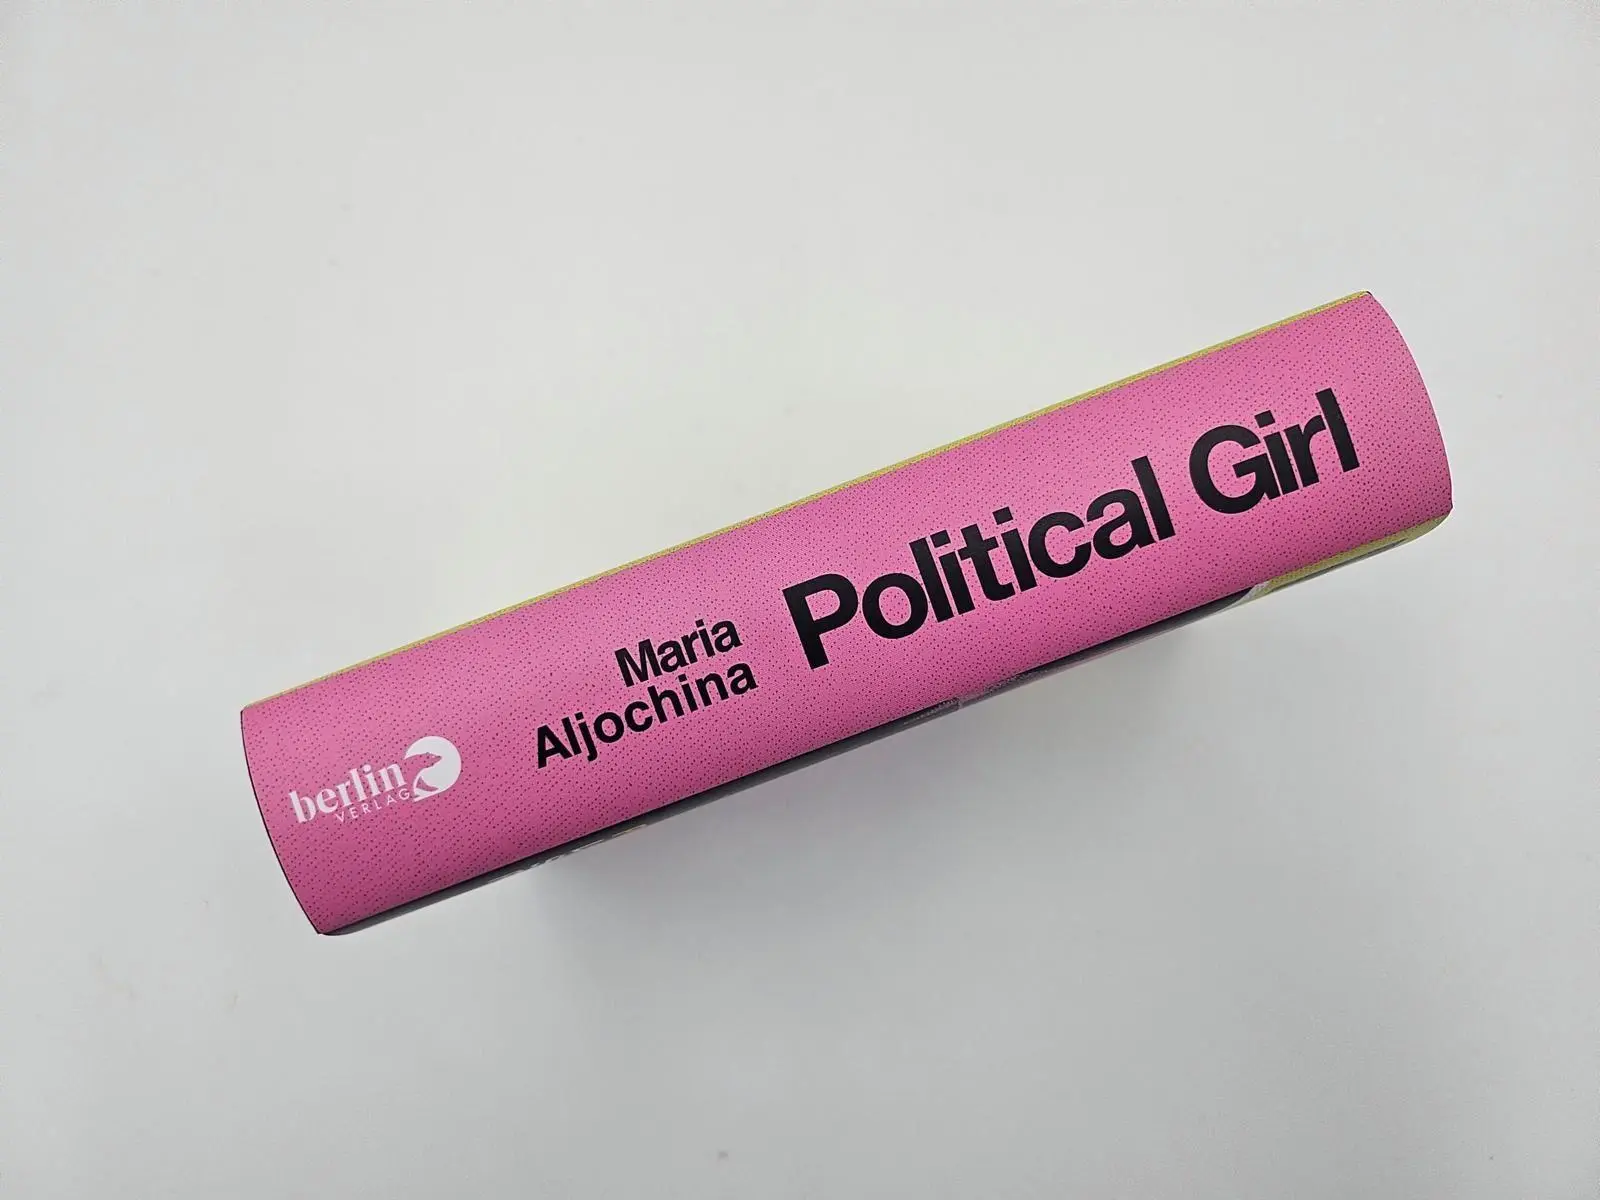 berlin
VERLAG
Maria
Aljochina
Political Girl